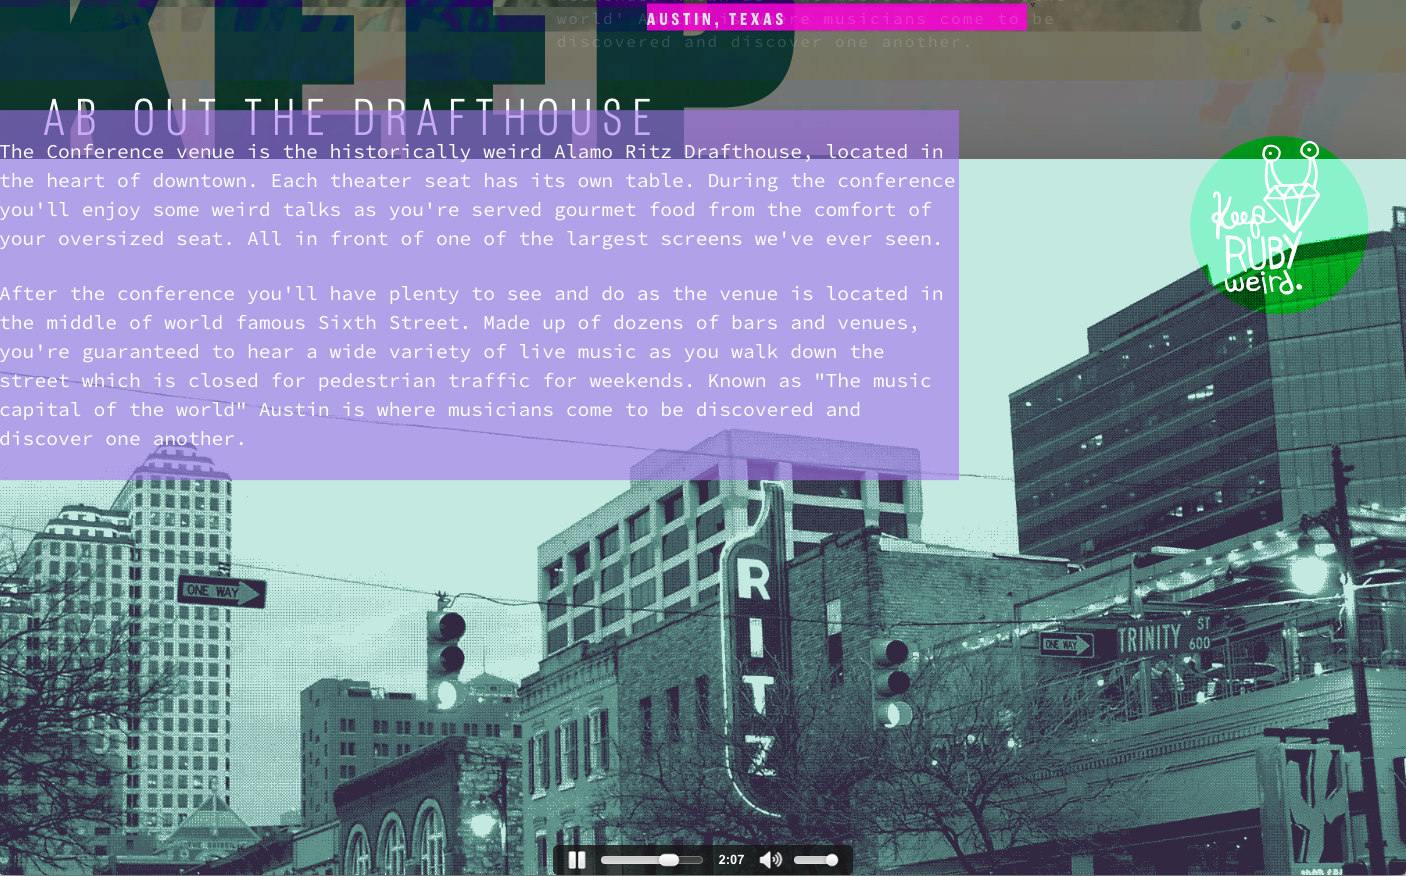 KEEP
world' A
ere musicians come to be
discovered and discover one another.
AUSTIN, TEXAS
AB OUT THE DRAFTHOUSE
The Conference venue is the historically weird Alamo Ritz Drafthouse, located in
the heart of downtown. Each theater seat has its own table. During the conference
you'll enjoy some weird talks as you're served gourmet food from the comfort of
your oversized seat. All in front of one of the largest screens we've ever seen.
After the conference you'll have plenty to see and do as the venue is located in
the middle of world famous Sixth Street. Made up of dozens of bars and venues,
you're guaranteed to hear a wide variety of live music as you walk down the
street which is closed for pedestrian traffic for weekends. Known as "The music
capital of the world" Austin is where musicians come to be discovered and
discover one another.
Keep
RUBY
weird.
ONE WAY
RITZ
ONE WAY
TRINITY ST
600
2:07